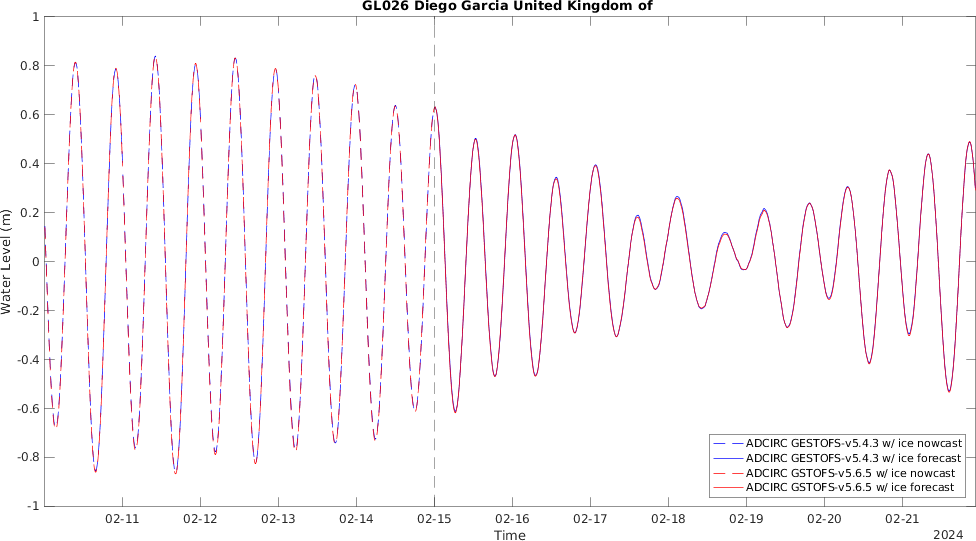 GL026 Diego Garcia United Kingdom of
Water Level (m)
1
0.8
0.6
0.4
0.2
0
-0.2
-0.4
-0.6
-0.8
-1
ADCIRC GESTOFS-v5.4.3 w/ ice nowcast
ADCIRC GESTOFS-v5.4.3 w/ ice forecast
ADCIRC GSTOFS-v5.6.5 w/ ice nowcast
ADCIRC GSTOFS-v5.6.5 w/ ice forecast
02-11 02-12 02-13 02-14 02-15 02-16 02-17 02-18 02-19 02-20 02-21
Time
2024